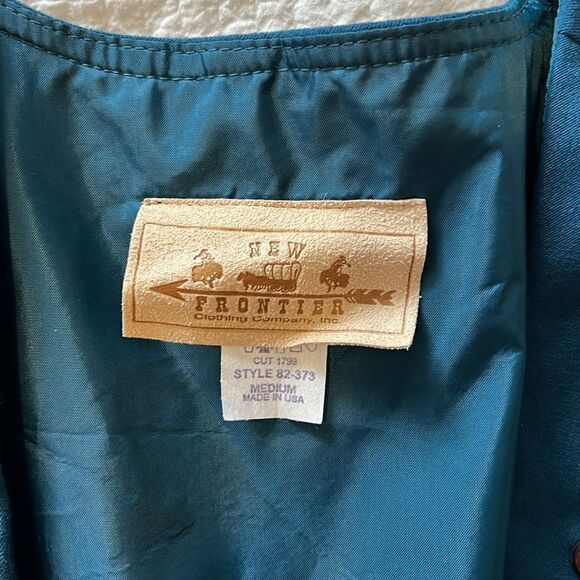 NEW
FRONTIER
Clothing Company, Inc.
CUT 1799
STYLE 82-373
MEDIUM
MADE IN USA